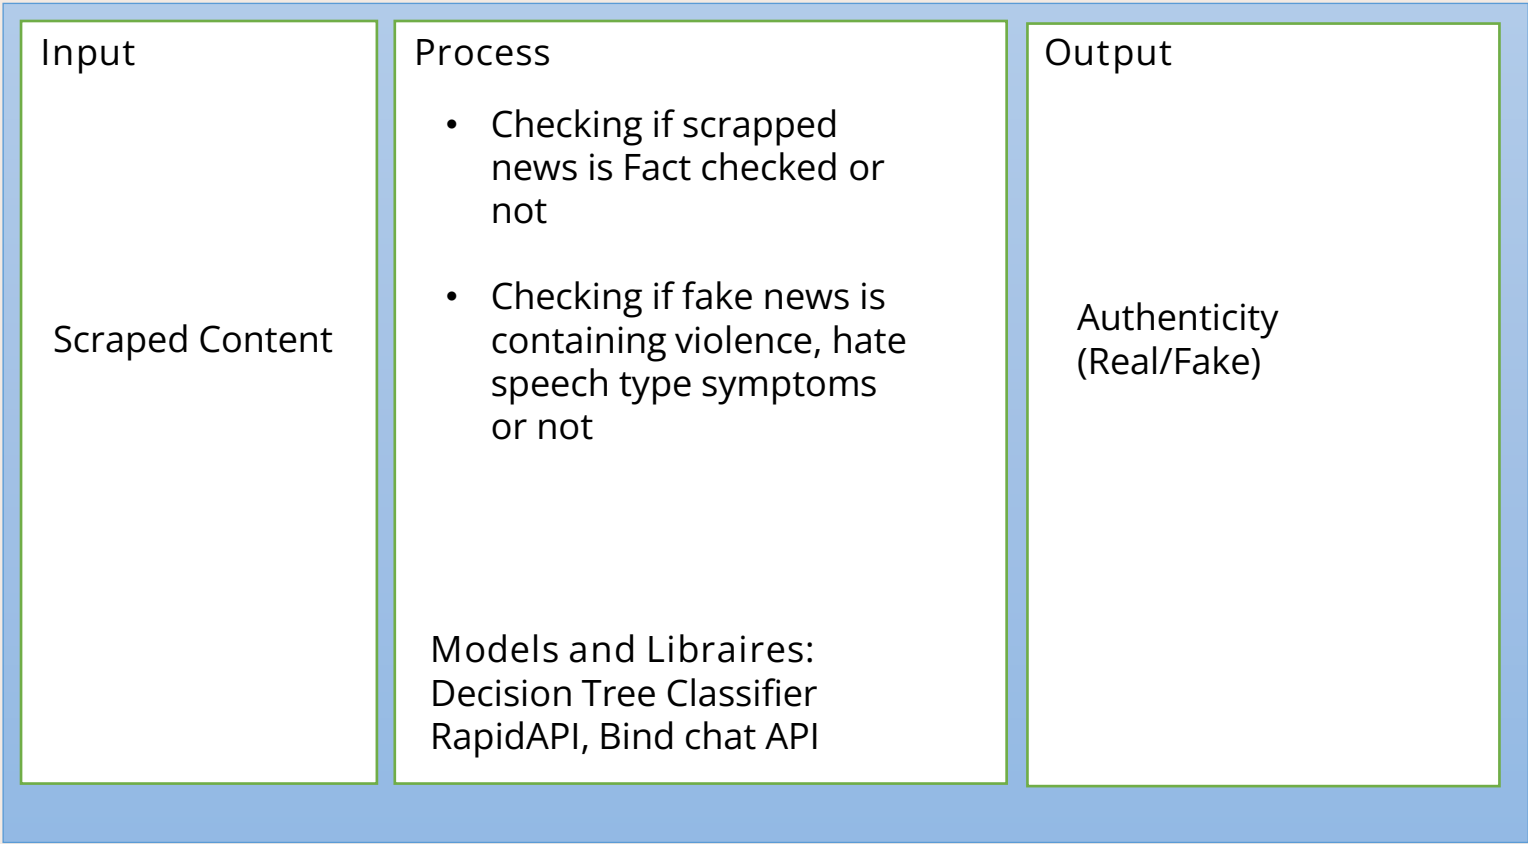 Input
Scraped Content
Process
• Checking if scrapped
news is Fact checked or
not
• Checking if fake news is
containing violence, hate
speech type symptoms
or not
Models and Libraires:
Decision Tree Classifier
RapidAPI, Bind chat API
Output
Authenticity
(Real/Fake)